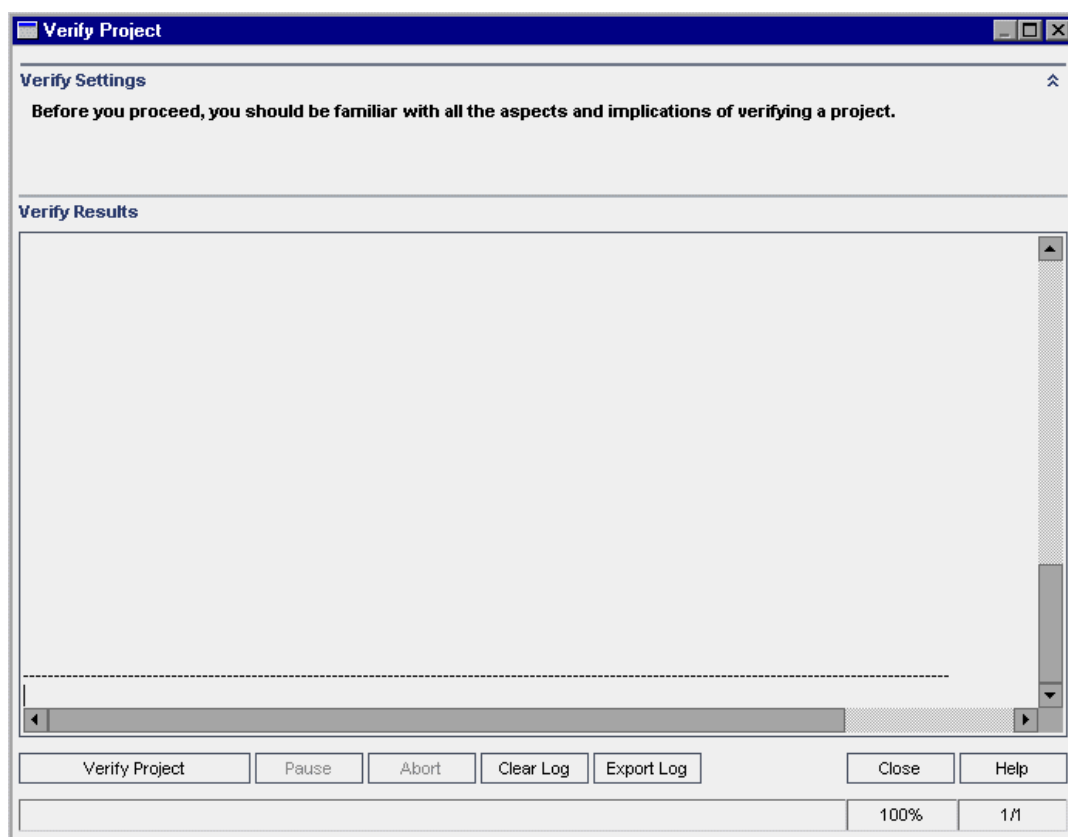 Verify Project
Verify Settings
Before you proceed, you should be familiar with all the aspects and implications of verifying a project.
Verify Results
Verify Project Pause Abort Clear Log Export Log Close Help
100% 1/1